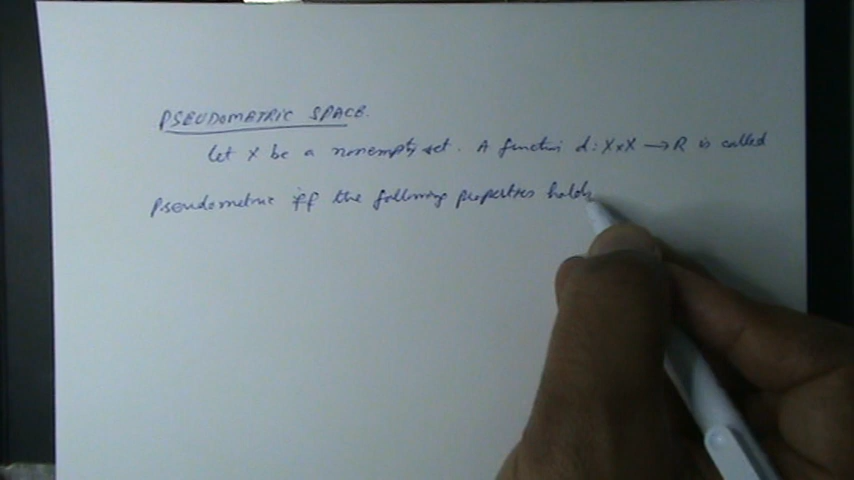 PSEUDOMETRIC SPACE.
Let X be a nonempty set. A function d: X×X → R is called
Pseudometric iff the following properties holds